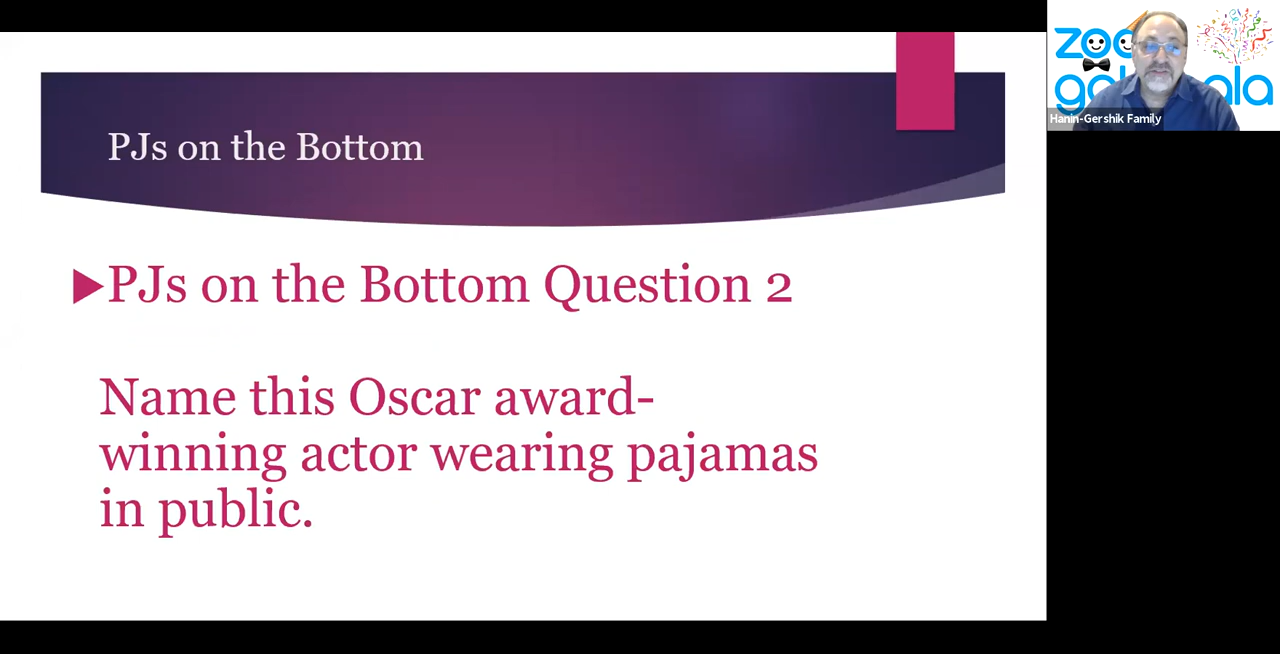 PJs on the Bottom
PJs on the Bottom Question 2
Name this Oscar award-
winning actor wearing pajamas
in public.
Hanin-Gershik Family